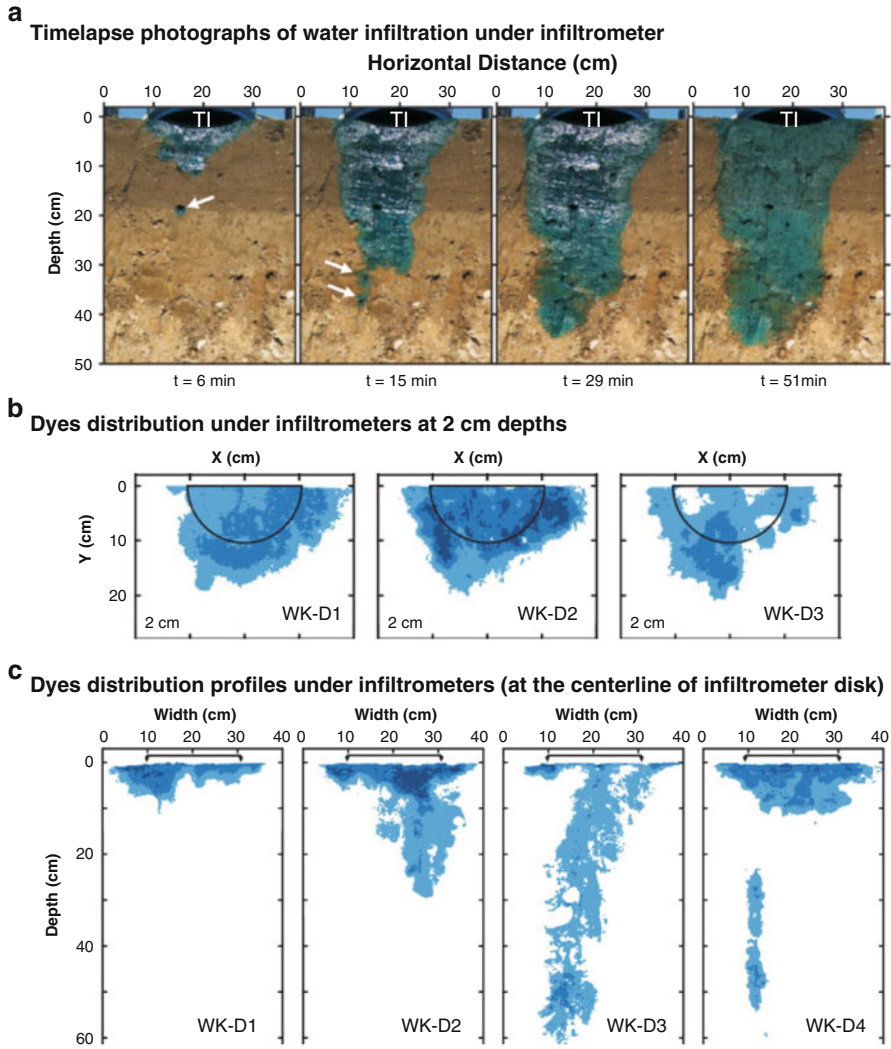 a
Timelapse photographs of water infiltration under infiltrometer
Horizontal Distance (cm)
0 10 20 30 0 10 20 30 0 10 20 30 0 10 20 30
TI TI TI TI
Depth (cm)
0
10
20
30
40
50
t = 6 min t = 15 min t = 29 min t = 51min
b
Dyes distribution under infiltrometers at 2 cm depths
X (cm) X (cm) X (cm)
Y (cm)
0
10
20
2 cm WK-D1 2 cm WK-D2 2 cm WK-D3
c
Dyes distribution profiles under infiltrometers (at the centerline of infiltrometer disk)
Width (cm) Width (cm) Width (cm) Width (cm)
0 10 20 30 40 0 10 20 30 40 0 10 20 30 40 0 10 20 30 40
Depth (cm)
0
20
40
60
WK-D1 WK-D2 WK-D3 WK-D4